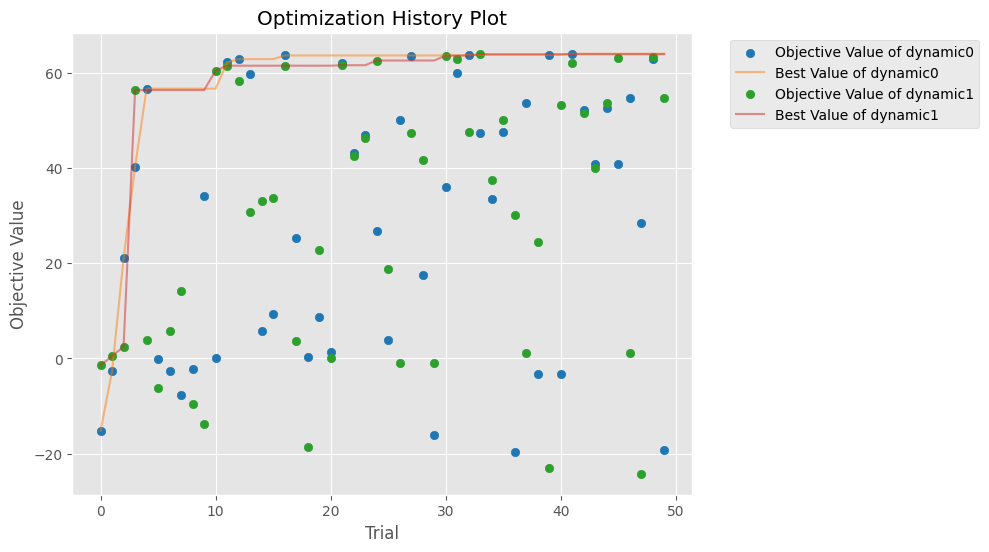 Optimization History Plot
Objective Value
60
40
20
0
−20
0 10 20 30 40 50
Trial
Objective Value of dynamic0
Best Value of dynamic0
Objective Value of dynamic1
Best Value of dynamic1